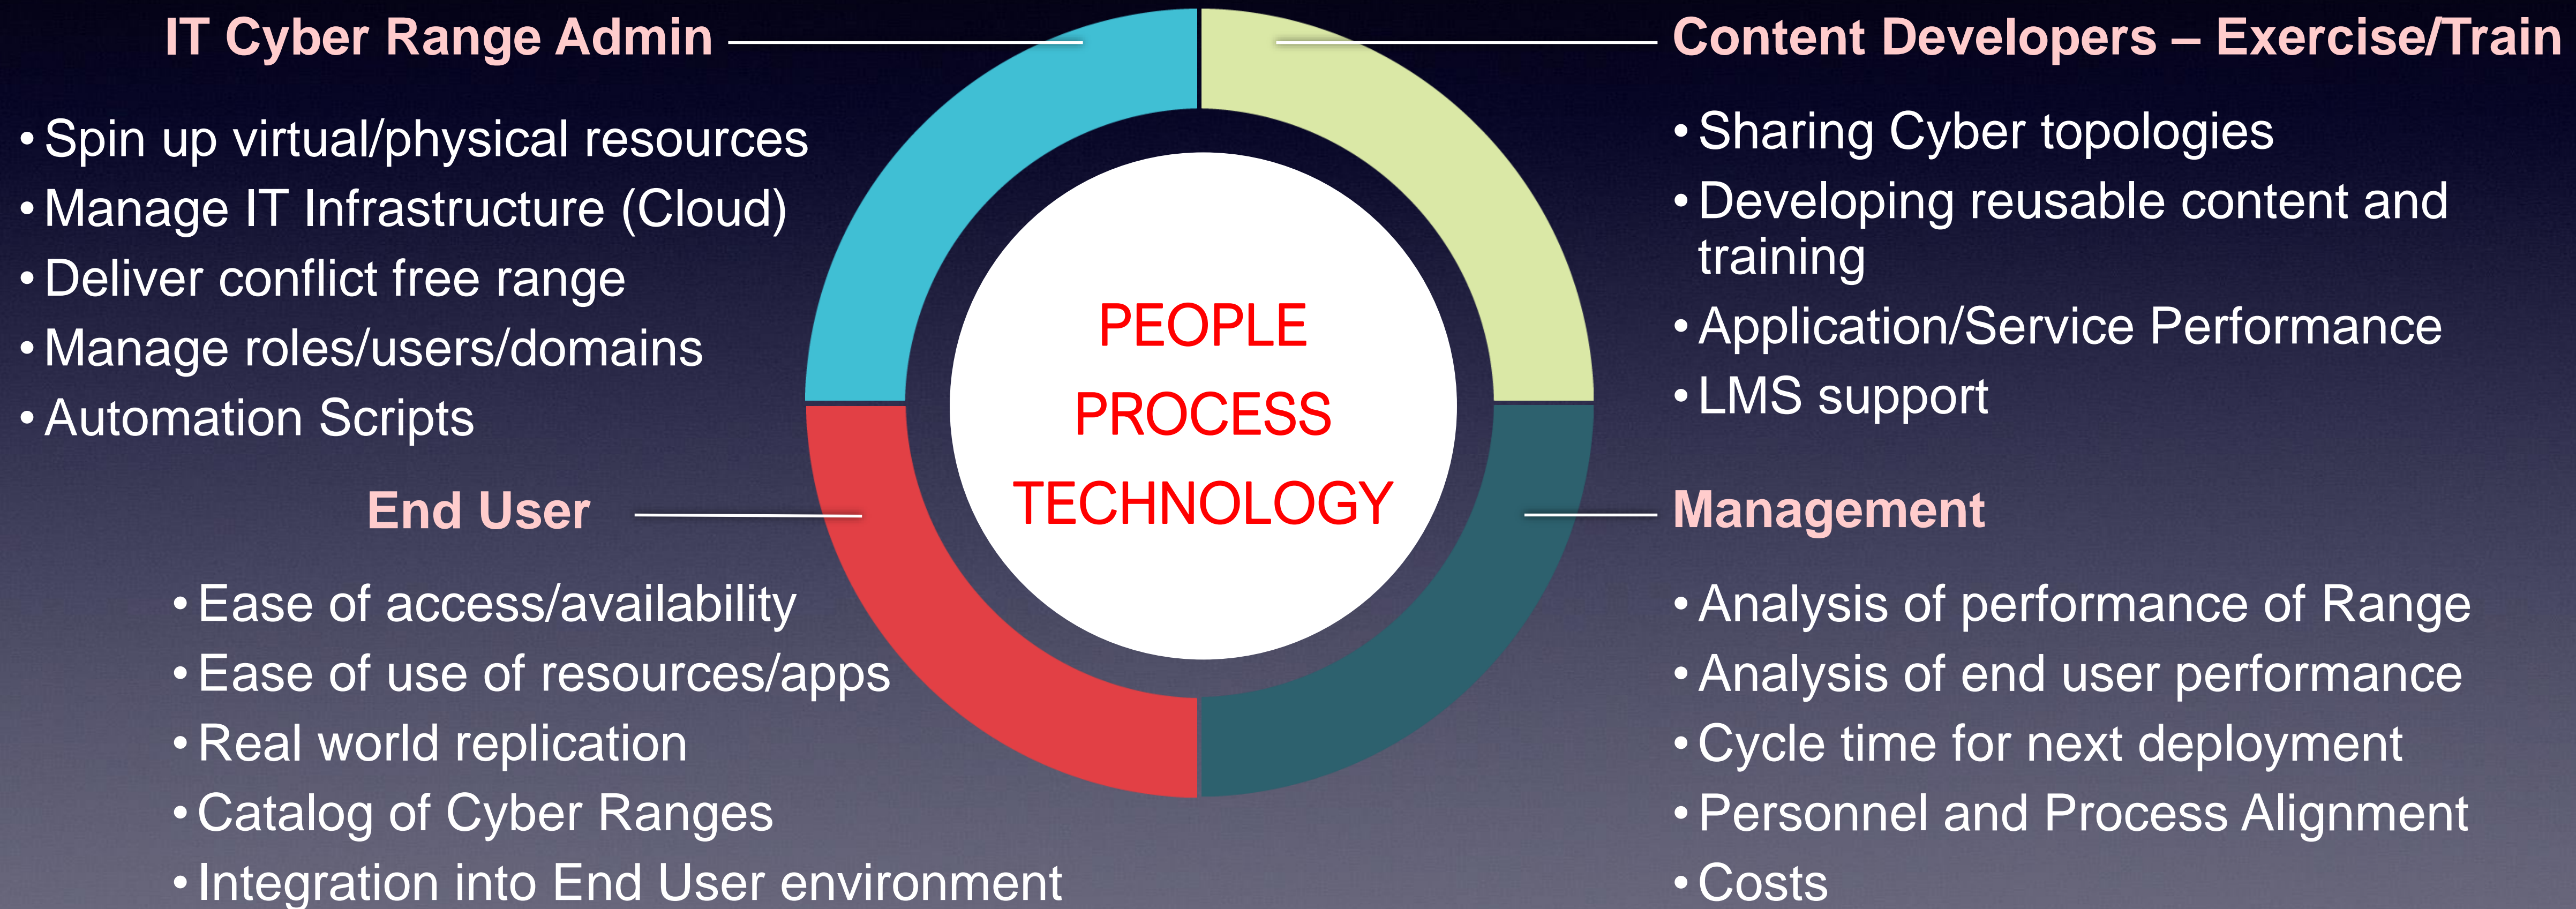 IT Cyber Range Admin
• Spin up virtual/physical resources
• Manage IT Infrastructure (Cloud)
• Deliver conflict free range
• Manage roles/users/domains
• Automation Scripts
Content Developers – Exercise/Train
• Sharing Cyber topologies
• Developing reusable content and
training
• Application/Service Performance
• LMS support
PEOPLE
PROCESS
TECHNOLOGY
End User
• Ease of access/availability
• Ease of use of resources/apps
• Real world replication
• Catalog of Cyber Ranges
• Integration into End User environment
Management
• Analysis of performance of Range
• Analysis of end user performance
• Cycle time for next deployment
• Personnel and Process Alignment
• Costs